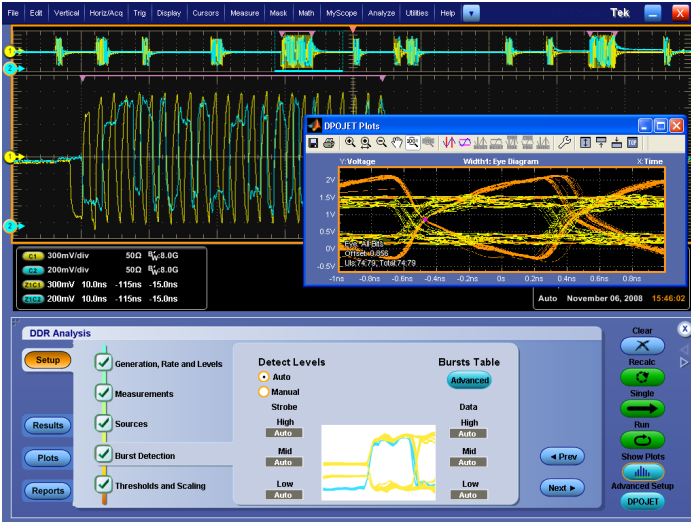 File Edit Vertical Horiz/Acq Trig Display Cursors Measure Mask Math MyScope Analyze Utilities Help Tek X
1
2
DPOJET Plots
Y:Voltage Width1: Eye Diagram X:Time
1
2V
1.5V
1V
0.5V
0V
-0.5V
Eye: All Bits
Offset: 0.858
UIs:74.79, Total:74.79
-1ns -0.8ns -0.6ns -0.4ns -0.2ns 0ns 0.2ns 0.4ns 0.6ns 0.8ns
2
C1 300mV/div 50Ω BW:8.0G
C2 200mV/div 50Ω BW:8.0G
Z1C1 300mV 10.0ns -115ns -15.0ns
Z1C2 200mV 10.0ns -115ns -15.0ns
Auto November 06, 2008 15:46:02
DDR Analysis
Setup
Results
Plots
Reports
Generation, Rate and Levels
Measurements
Sources
Burst Detection
Thresholds and Scaling
Detect Levels
Auto
Manual
Strobe
High
Auto
Mid
Auto
Low
Auto
Bursts Table
Advanced
Data
High
Auto
Mid
Auto
Low
Auto
Prev
Next
Clear
X
Recalc
Single
Run
Show Plots
Advanced Setup
DPOJET